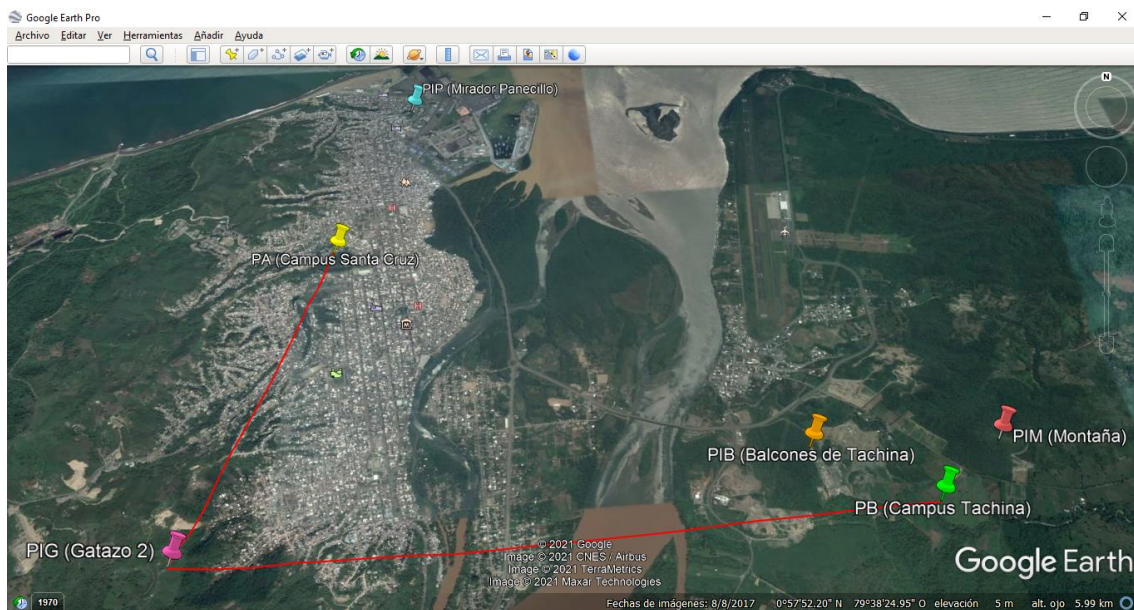 Google Earth Pro
Archivo Editar Ver Herramientas Añadir Ayuda
N
PIP (Mirador Panecillo)
PA (Campus Santa Cruz)
PIM (Montaña)
PIB (Balcones de Tachina)
PB (Campus Tachina)
PIG (Gatazo 2)
© 2021 Google
Image © 2021 CNES / Airbus
Image © 2021 TerraMetrics
Image © 2021 Maxar Technologies
Google Earth
1970
Fechas de imágenes: 8/8/2017 0°57'52.20" N 79°38'24.95" O elevación 5 m alt. ojo 5.99 km